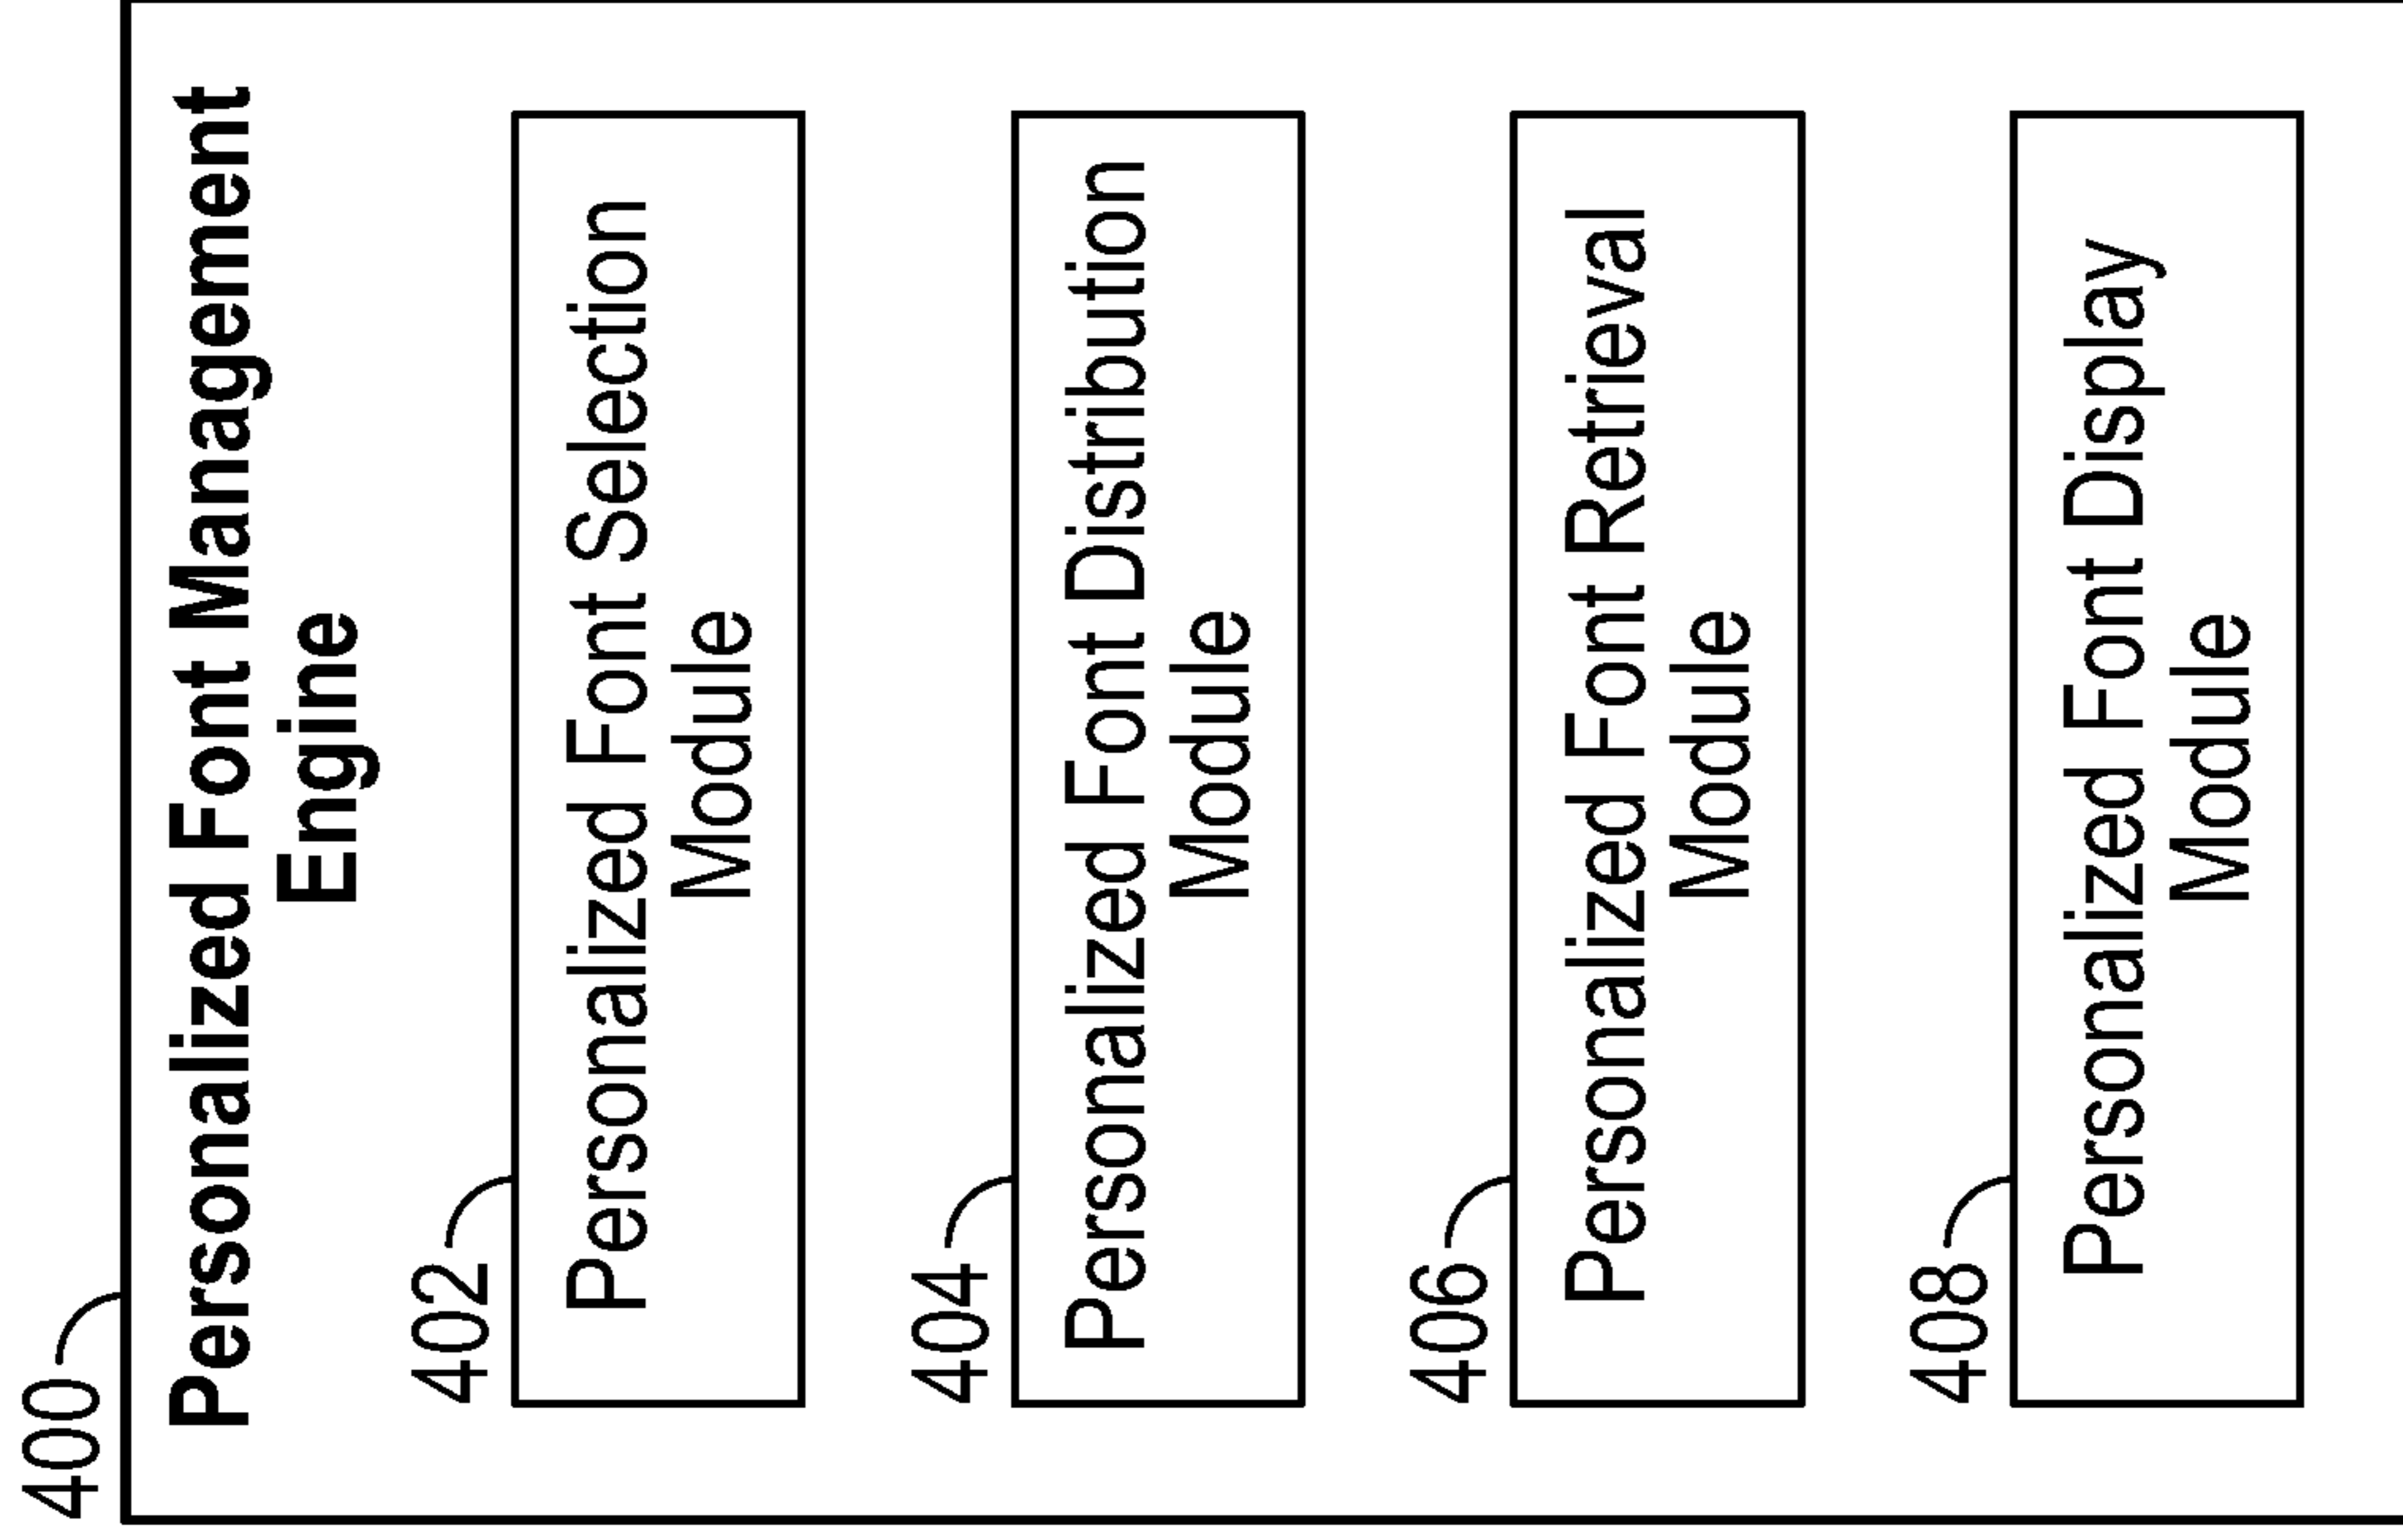 400
Personalized Font Management
Engine
402
Personalized Font Selection
Module
404
Personalized Font Distribution
Module
406
Personalized Font Retrieval
Module
408
Personalized Font Display
Module